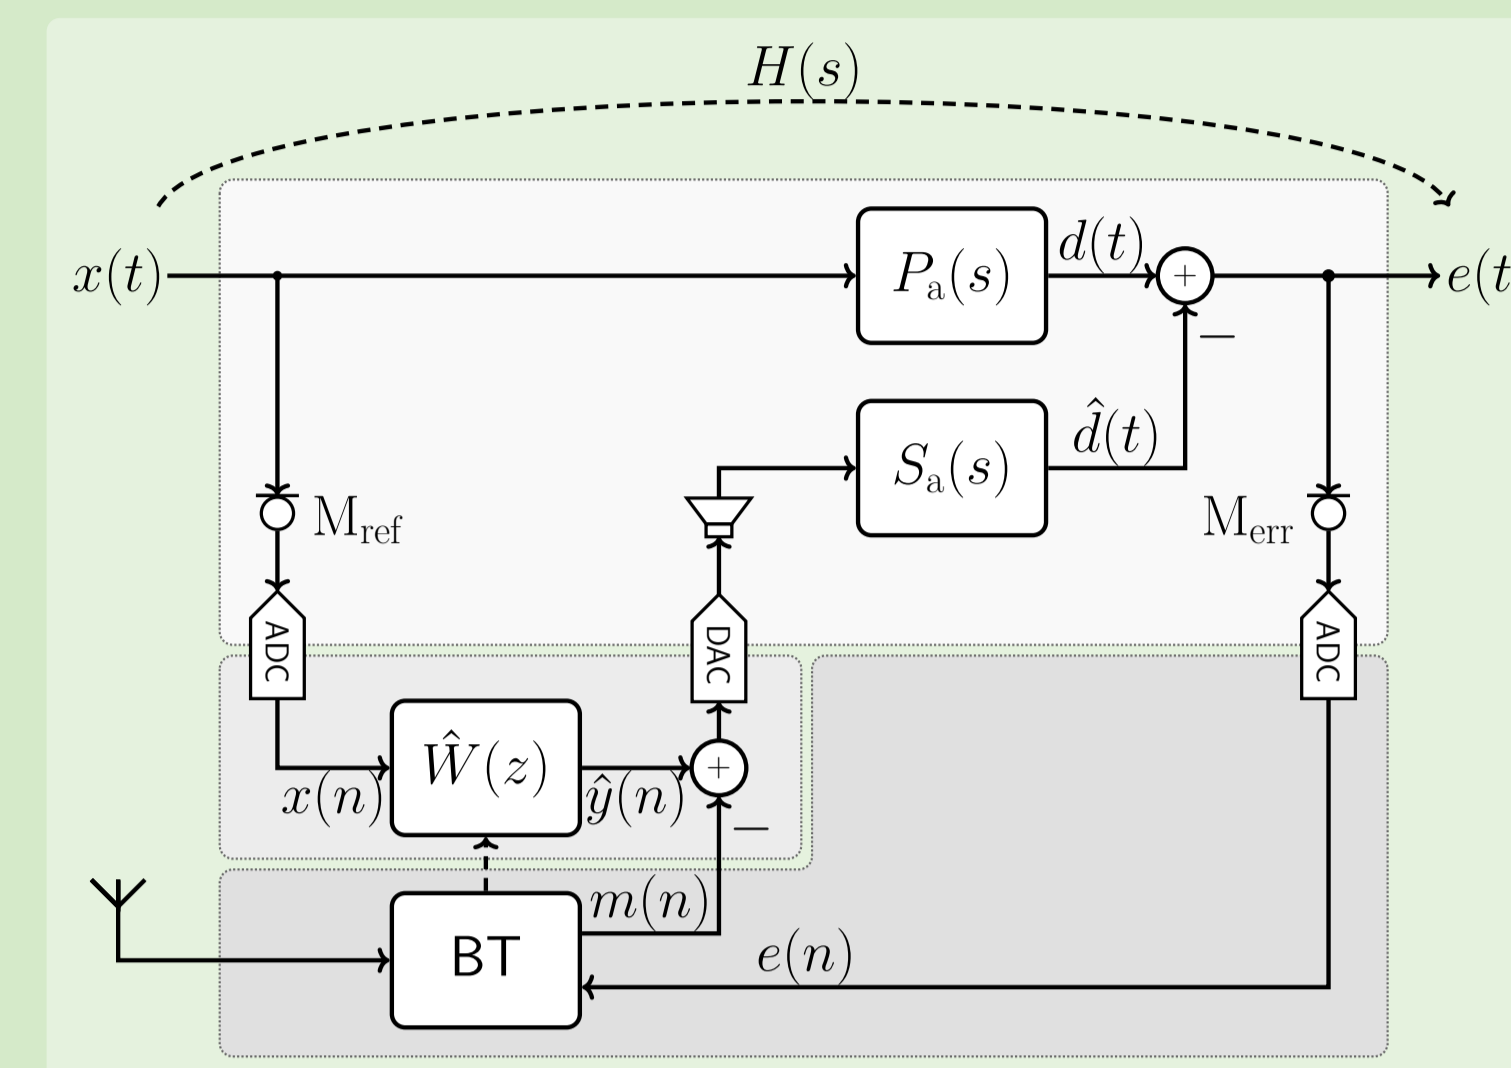 H(s)
x(t)
P_a(s)
d(t)
+
e(t
−
S_a(s)
d̂(t)
M_ref
M_err
ADC
DAC
ADC
Ŵ(z)
+
x(n)
ŷ(n)
−
m(n)
BT
e(n)